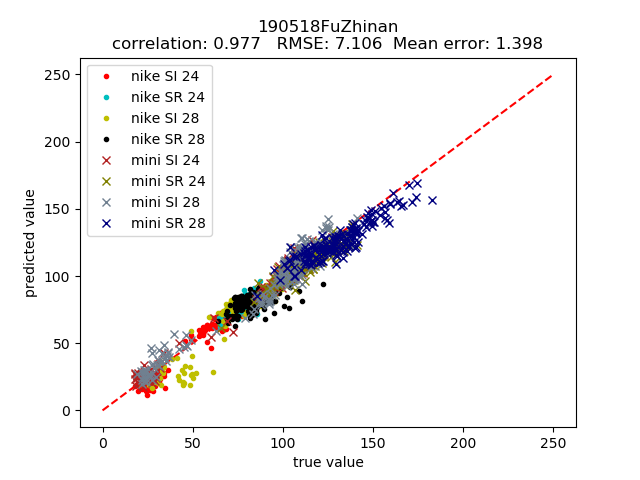 190518FuZhinan
correlation: 0.977   RMSE: 7.106  Mean error: 1.398
nike SI 24
nike SR 24
nike SI 28
nike SR 28
mini SI 24
mini SR 24
mini SI 28
mini SR 28
predicted value
250
200
150
100
50
0
0 50 100 150 200 250
true value